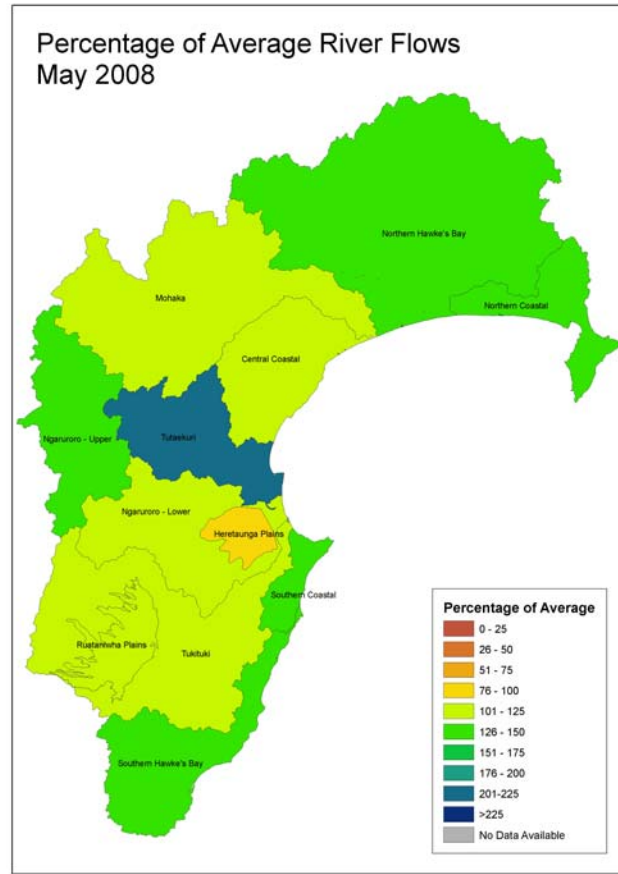 Percentage of Average River Flows
May 2008
Northern Hawke's Bay
Northern Coastal
Mohaka
Central Coastal
Tutaekuri
Ngaruroro - Upper
Ngaruroro - Lower
Heretaunga Plains
Southern Coastal
Ruataniwha Plains
Tukituki
Southern Hawke's Bay
Percentage of Average
0 - 25
26 - 50
51 - 75
76 - 100
101 - 125
126 - 150
151 - 175
176 - 200
201-225
>225
No Data Available